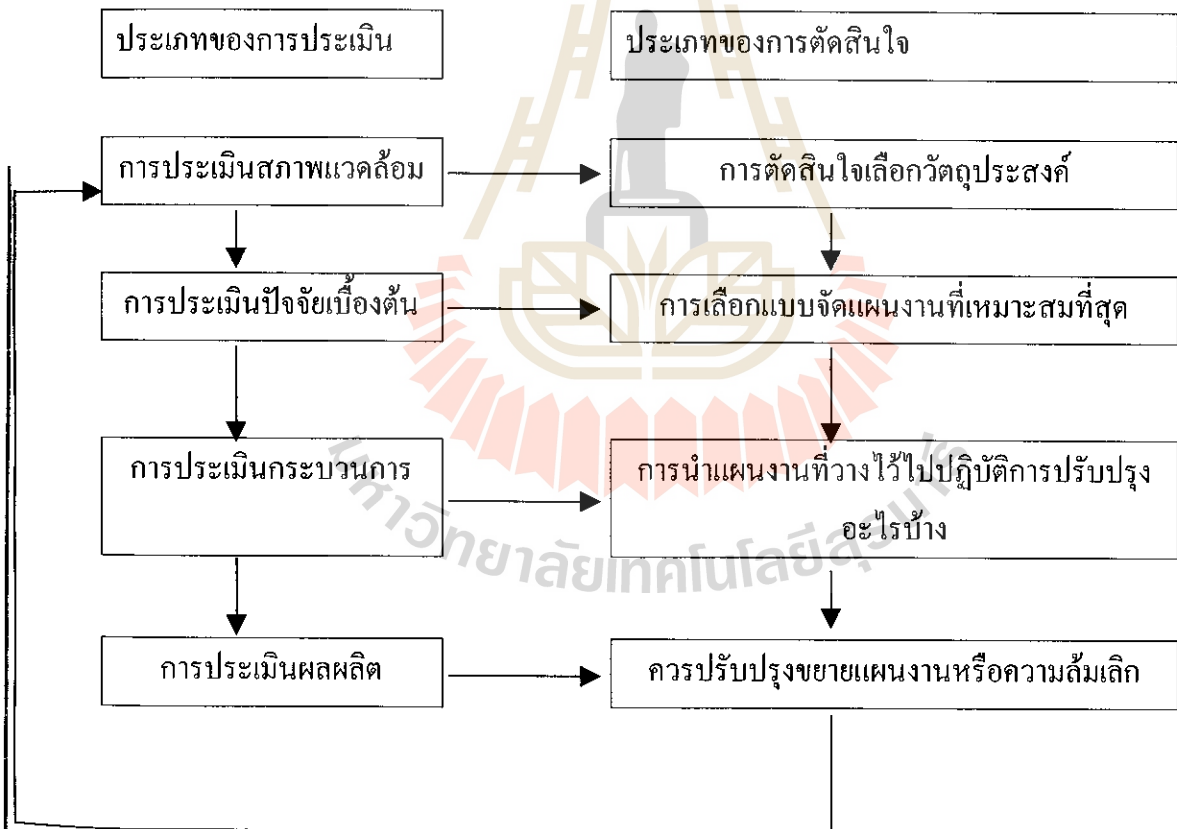 ประเภทของการประเมิน
ประเภทของการตัดสินใจ
การประเมินสภาพแวดล้อม
การตัดสินใจเลือกวัตถุประสงค์
การประเมินปัจจัยเบื้องต้น
การเลือกแบบจัดแผนงานที่เหมาะสมที่สุด
การประเมินกระบวนการ
การนำแผนงานที่วางไว้ไปปฏิบัติการปรับปรุง
อะไรบ้าง
การประเมินผลผลิต
ควรปรับปรุงขยายแผนงานหรือความล้มเลิก
มหาวิทยาลัยเทคโนโลยีสุรนารี